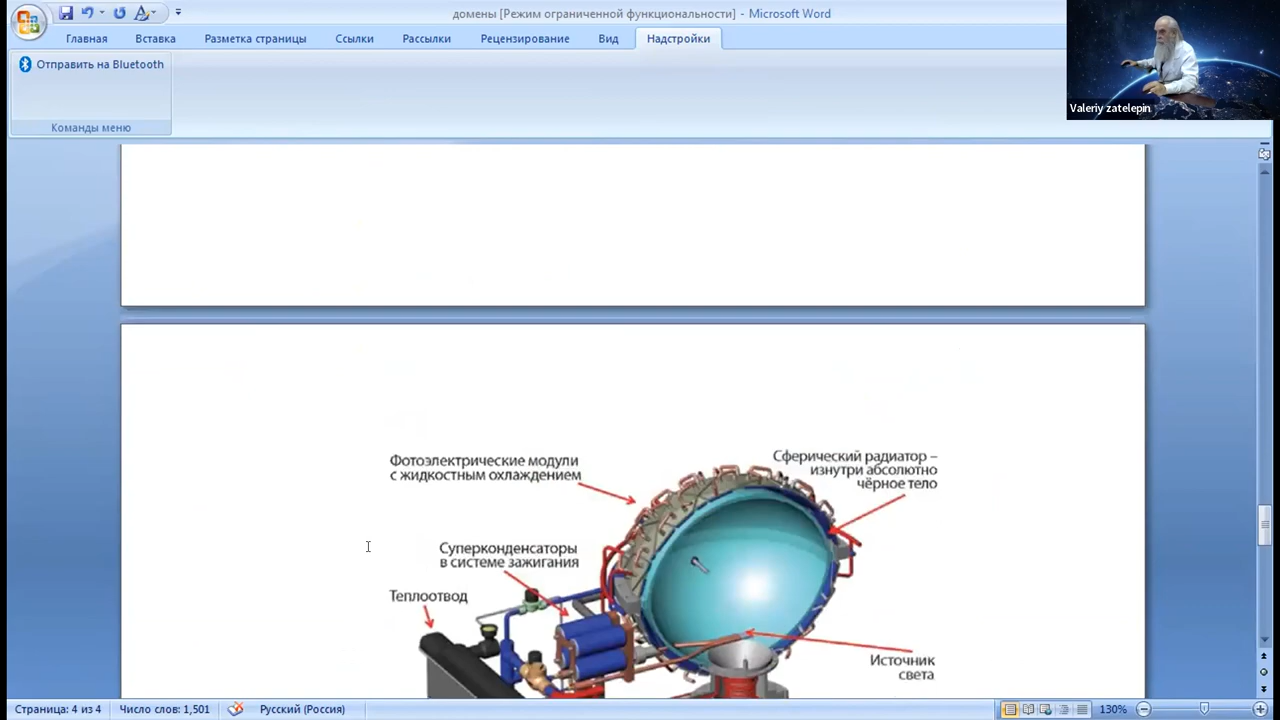 домены [Режим ограниченной функциональности] - Microsoft Word
Главная Вставка Разметка страницы Ссылки Рассылки Рецензирование Вид Надстройки
Отправить на Bluetooth
Команды меню
Valeriy zatelepin
Фотоэлектрические модули
с жидкостным охлаждением
Сферический радиатор –
изнутри абсолютно
чёрное тело
Суперконденсаторы
в системе зажигания
Теплоотвод
Источник
света
Страница: 4 из 4 Число слов: 1,501 Русский (Россия) 130%